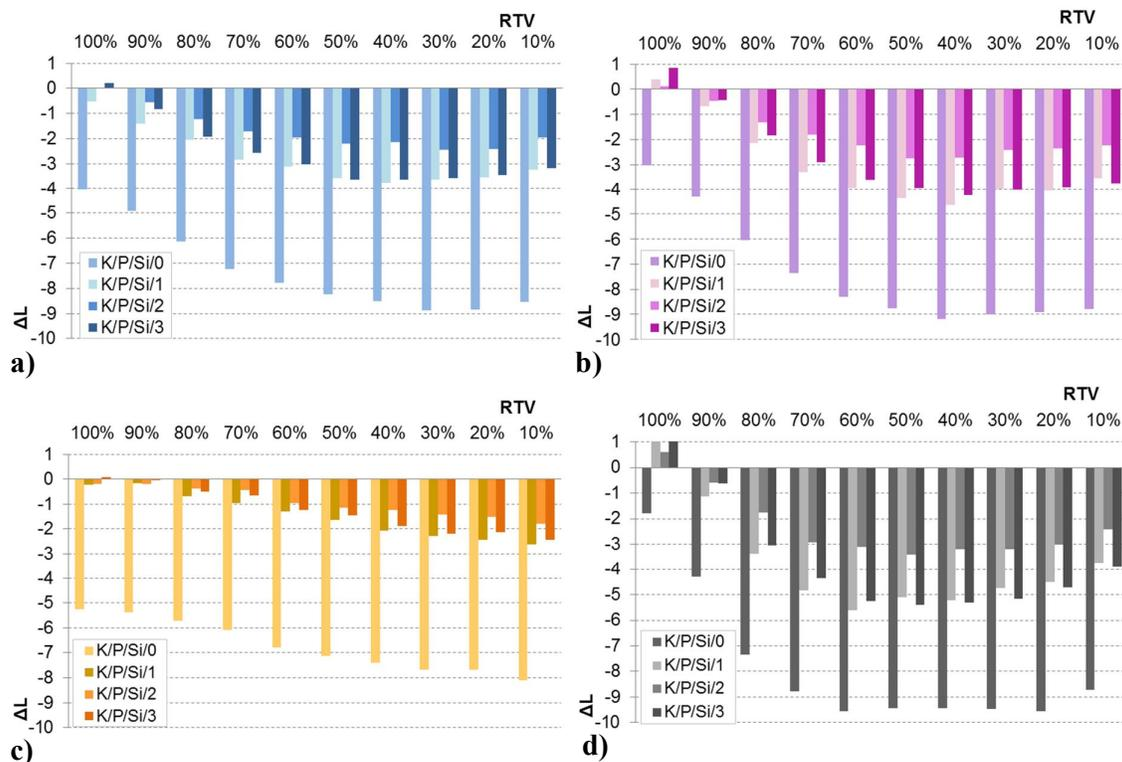 RTV
100% 90% 80% 70% 60% 50% 40% 30% 20% 10%
1
0
-1
-2
-3
-4
-5
-6
-7
-8
-9
-10
ΔL
K/P/Si/0
K/P/Si/1
K/P/Si/2
K/P/Si/3
a)
RTV
100% 90% 80% 70% 60% 50% 40% 30% 20% 10%
1
0
-1
-2
-3
-4
-5
-6
-7
-8
-9
-10
ΔL
K/P/Si/0
K/P/Si/1
K/P/Si/2
K/P/Si/3
b)
RTV
100% 90% 80% 70% 60% 50% 40% 30% 20% 10%
1
0
-1
-2
-3
-4
-5
-6
-7
-8
-9
-10
ΔL
K/P/Si/0
K/P/Si/1
K/P/Si/2
K/P/Si/3
c)
RTV
100% 90% 80% 70% 60% 50% 40% 30% 20% 10%
1
0
-1
-2
-3
-4
-5
-6
-7
-8
-9
-10
ΔL
K/P/Si/0
K/P/Si/1
K/P/Si/2
K/P/Si/3
d)